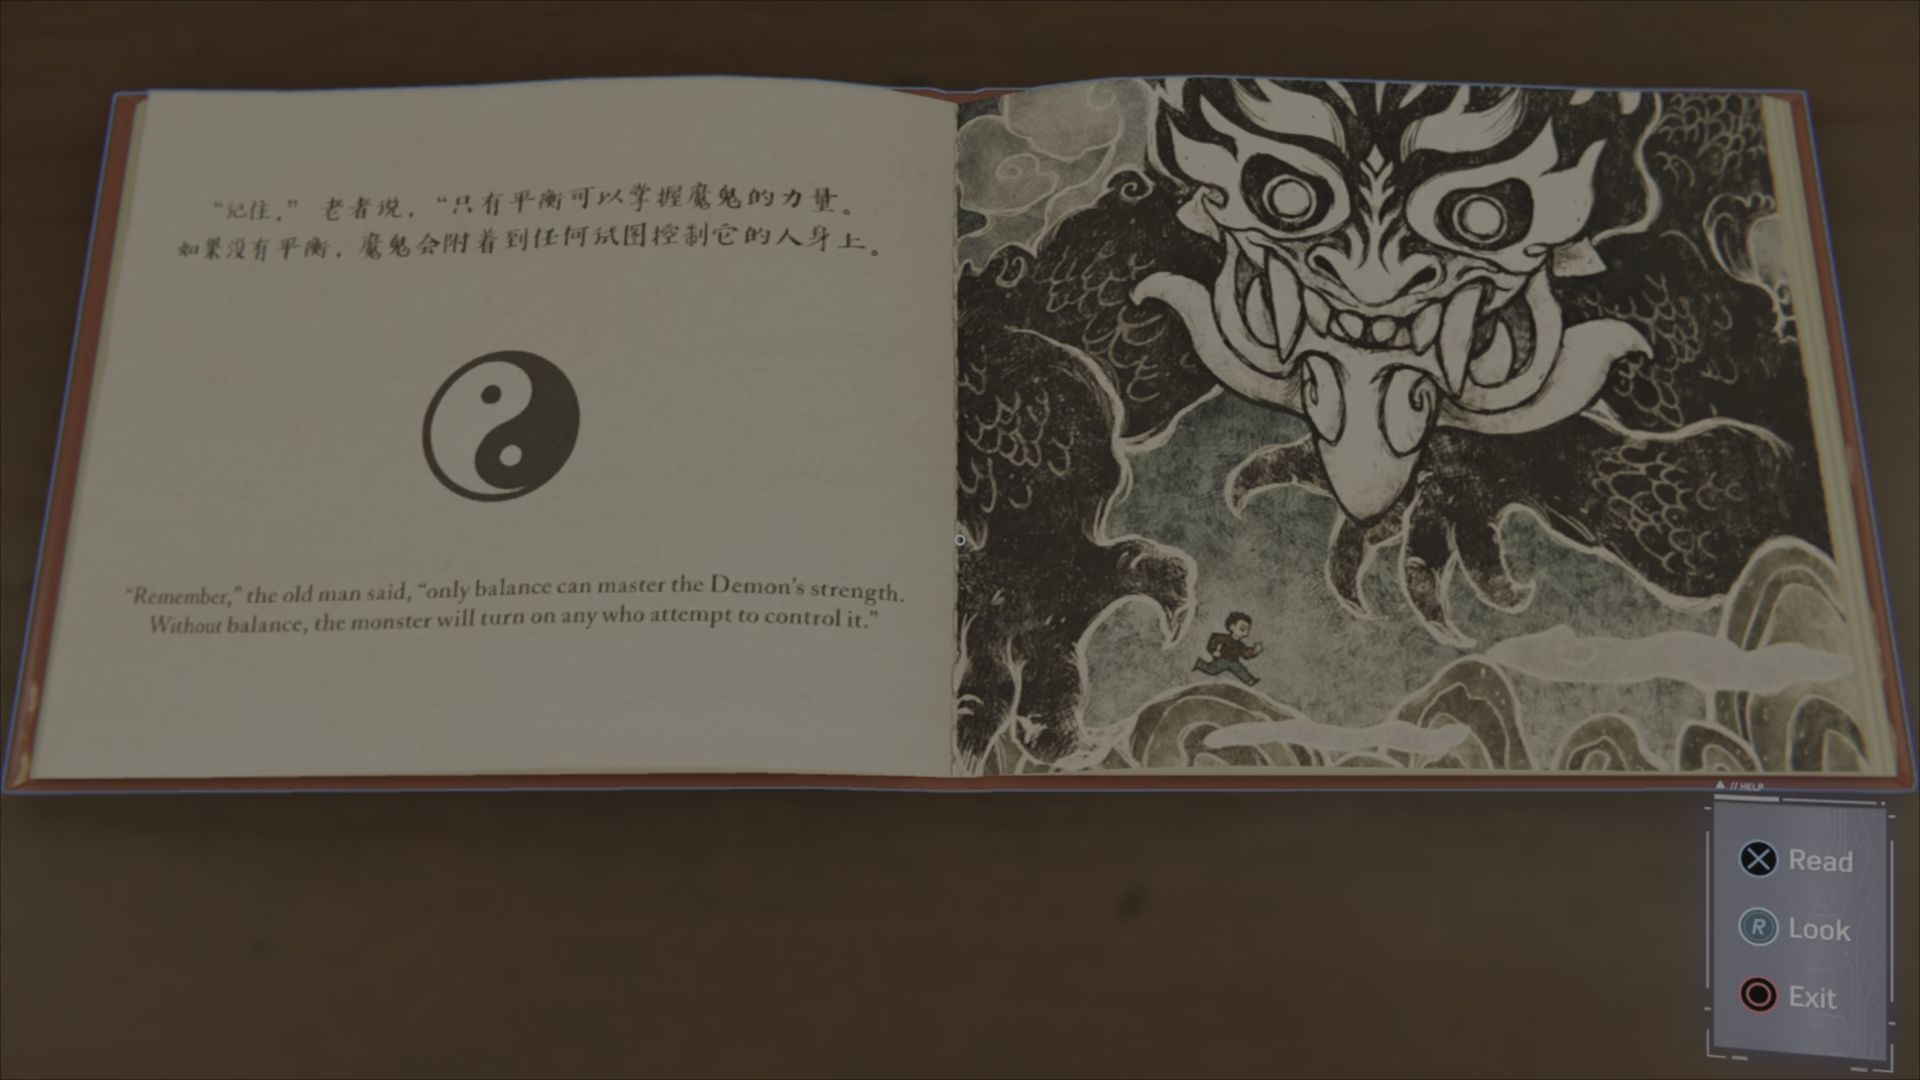 “记住，” 老者说，“只有平衡可以掌握魔鬼的力量。
如果没有平衡，魔鬼会附着到任何试图控制它的人身上。
“Remember,” the old man said, “only balance can master the Demon’s strength.
Without balance, the monster will turn on any who attempt to control it.”
// HELP
Read
R Look
Exit